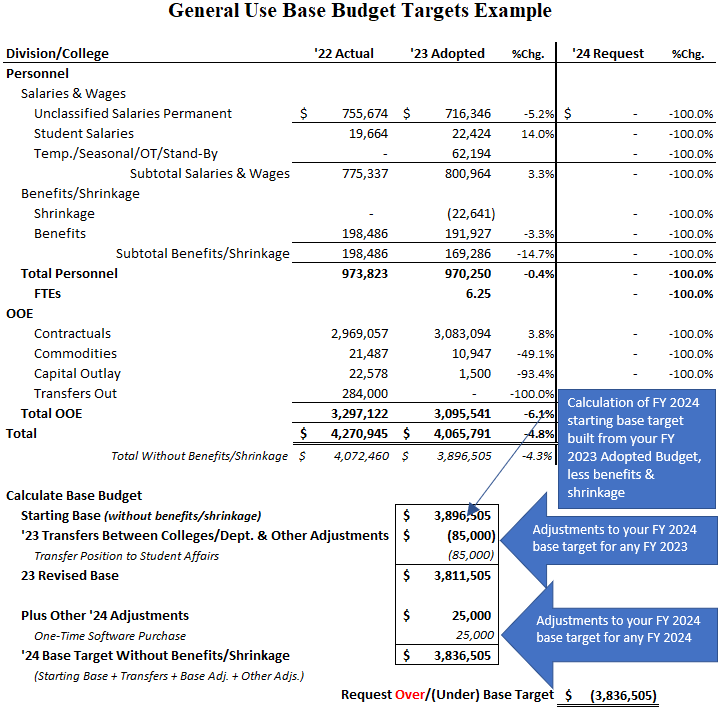 General Use Base Budget Targets Example
Division/College '22 Actual '23 Adopted %Chg. '24 Request %Chg.
Personnel
Salaries & Wages
Unclassified Salaries Permanent $ 755,674 $ 716,346 -5.2% $ - -100.0%
Student Salaries 19,664 22,424 14.0% - -100.0%
Temp./Seasonal/OT/Stand-By - 62,194 - -100.0%
Subtotal Salaries & Wages 775,337 800,964 3.3% - -100.0%
Benefits/Shrinkage
Shrinkage - (22,641) - -100.0%
Benefits 198,486 191,927 -3.3% - -100.0%
Subtotal Benefits/Shrinkage 198,486 169,286 -14.7% - -100.0%
Total Personnel 973,823 970,250 -0.4% - -100.0%
FTEs 6.25 - -100.0%
OOE
Contractuals 2,969,057 3,083,094 3.8% - -100.0%
Commodities 21,487 10,947 -49.1% - -100.0%
Capital Outlay 22,578 1,500 -93.4% - -100.0%
Transfers Out 284,000 - -100.0%
Total OOE 3,297,122 3,095,541 -6.1%
Total $ 4,270,945 $ 4,065,791 -4.8%
Total Without Benefits/Shrinkage $ 4,072,460 $ 3,896,505 -4.3%
Calculation of FY 2024
starting base target
built from your FY
2023 Adopted Budget,
less benefits &
shrinkage
Calculate Base Budget
Starting Base (without benefits/shrinkage) $ 3,896,505
'23 Transfers Between Colleges/Dept. & Other Adjustments $ (85,000)
Transfer Position to Student Affairs (85,000)
Adjustments to your FY 2024
base target for any FY 2023
23 Revised Base $ 3,811,505
Plus Other '24 Adjustments $ 25,000
One-Time Software Purchase 25,000
Adjustments to your FY 2024
base target for any FY 2024
'24 Base Target Without Benefits/Shrinkage $ 3,836,505
(Starting Base + Transfers + Base Adj. + Other Adjs.)
Request Over/(Under) Base Target $ (3,836,505)